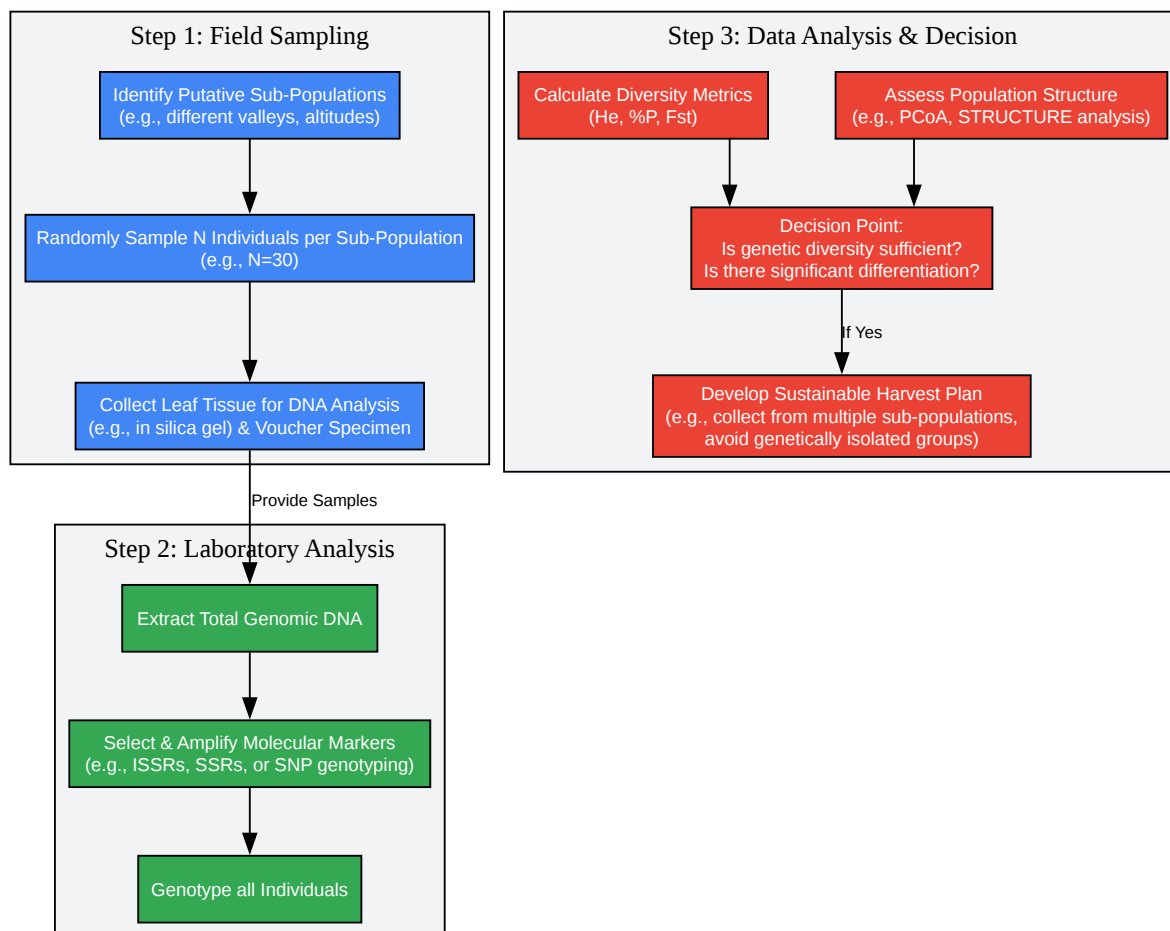 Step 1: Field Sampling
Identify Putative Sub-Populations
(e.g., different valleys, altitudes)
Randomly Sample N Individuals per Sub-Population
(e.g., N=30)
Collect Leaf Tissue for DNA Analysis
(e.g., in silica gel) & Voucher Specimen
Provide Samples
Step 2: Laboratory Analysis
Extract Total Genomic DNA
Select & Amplify Molecular Markers
(e.g., ISSRs, SSRs, or SNP genotyping)
Genotype all Individuals
Step 3: Data Analysis & Decision
Calculate Diversity Metrics
(He, %P, Fst)
Assess Population Structure
(e.g., PCoA, STRUCTURE analysis)
Decision Point:
Is genetic diversity sufficient?
Is there significant differentiation?
If Yes
Develop Sustainable Harvest Plan
(e.g., collect from multiple sub-populations,
avoid genetically isolated groups)